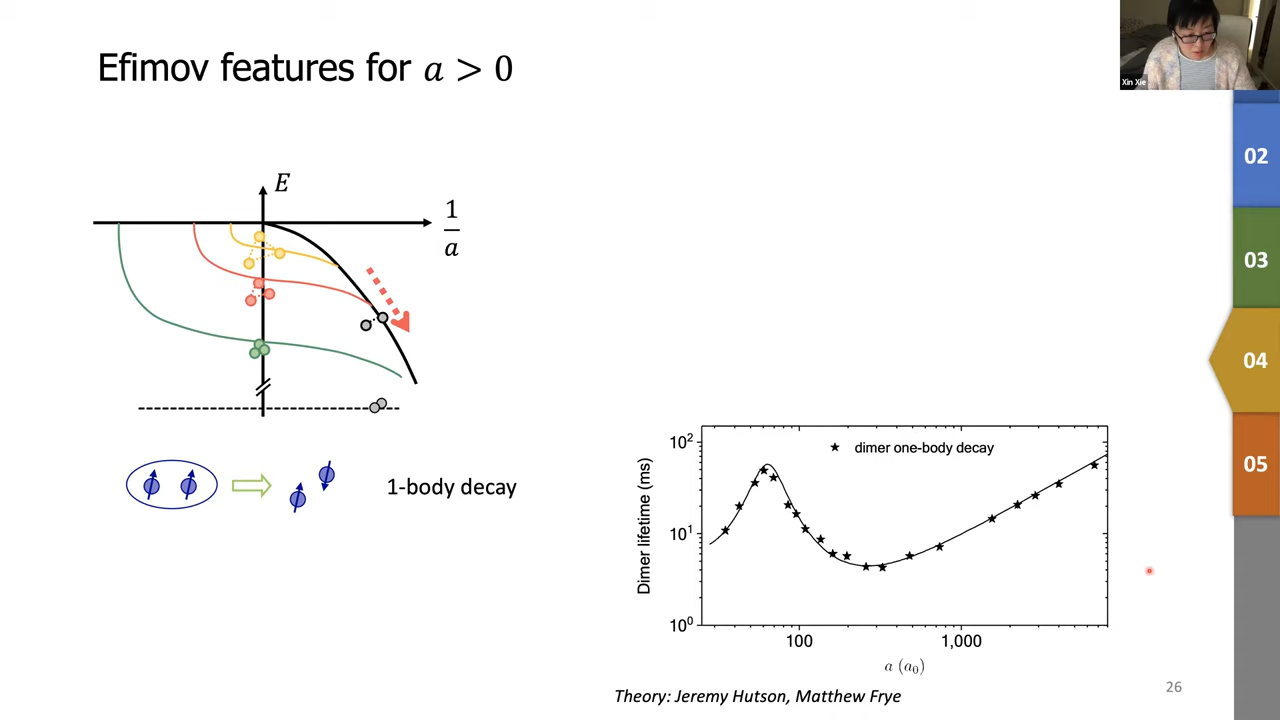 Efimov features for 𝑎 > 0
Xin Xie
02
03
04
05
E
1
a
1-body decay
★ dimer one-body decay
Dimer lifetime (ms)
10²
10¹
10⁰
100
1,000
a (a₀)
Theory: Jeremy Hutson, Matthew Frye
26